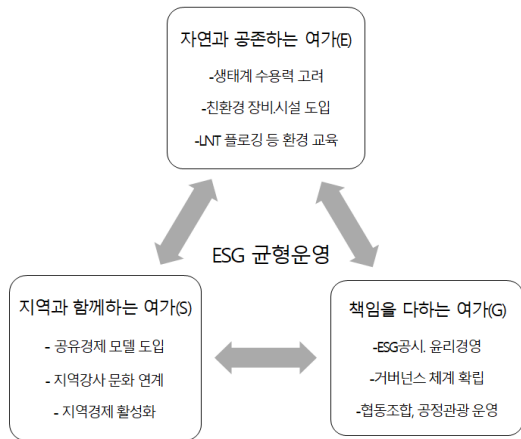 자연과 공존하는 여가(E)
-생태계 수용력 고려
-친환경 장비.시설 도입
-LNT 플로깅 등 환경 교육
ESG 균형운영
지역과 함께하는 여가(S)
- 공유경제 모델 도입
- 지역강사 문화 연계
- 지역경제 활성화
책임을 다하는 여가(G)
-ESG공시. 윤리경영
-거버넌스 체계 확립
-협동조합, 공정관광 운영